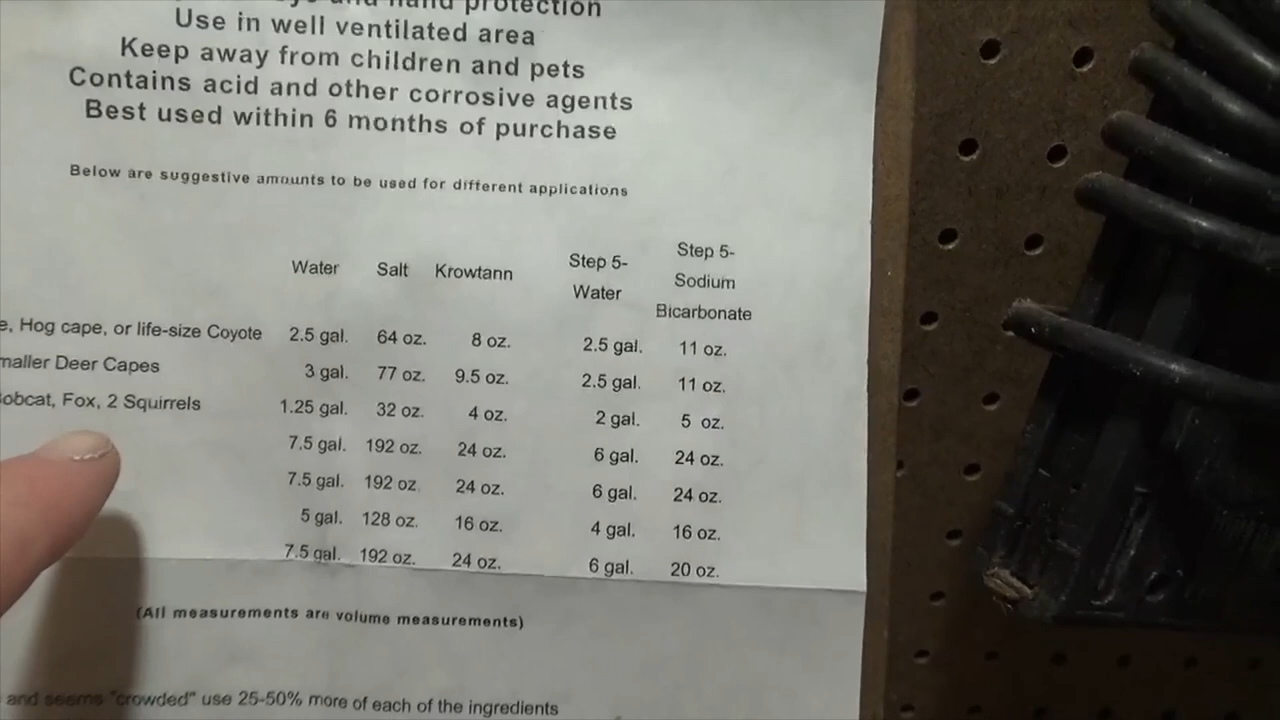 and hand protection
Use in well ventilated area
Keep away from children and pets
Contains acid and other corrosive agents
Best used within 6 months of purchase
Below are suggestive amounts to be used for different applications
Water Salt Krowtann Step 5-Water Step 5-Sodium Bicarbonate
Hog cape, or life-size Coyote 2.5 gal. 64 oz. 8 oz. 2.5 gal. 11 oz.
Deer Capes 3 gal. 77 oz. 9.5 oz. 2.5 gal. 11 oz.
Fox, 2 Squirrels 1.25 gal. 32 oz. 4 oz. 2 gal. 5 oz.
7.5 gal. 192 oz. 24 oz. 6 gal. 24 oz.
7.5 gal. 192 oz 24 oz. 6 gal. 24 oz.
5 gal. 128 oz. 16 oz. 4 gal. 16 oz.
7.5 gal. 192 oz. 24 oz. 6 gal. 20 oz.
(All measurements are volume measurements)
and seems "crowded" use 25-50% more of each of the ingredients